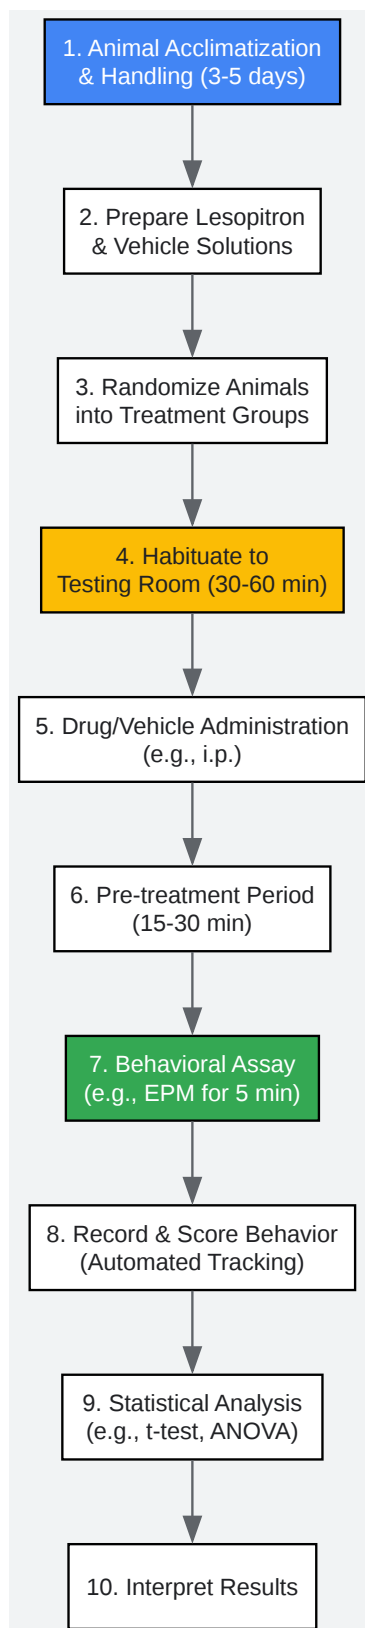 1. Animal Acclimatization
& Handling (3-5 days)
2. Prepare Lesopitron
& Vehicle Solutions
3. Randomize Animals
into Treatment Groups
4. Habituate to
Testing Room (30-60 min)
5. Drug/Vehicle Administration
(e.g., i.p.)
6. Pre-treatment Period
(15-30 min)
7. Behavioral Assay
(e.g., EPM for 5 min)
8. Record & Score Behavior
(Automated Tracking)
9. Statistical Analysis
(e.g., t-test, ANOVA)
10. Interpret Results